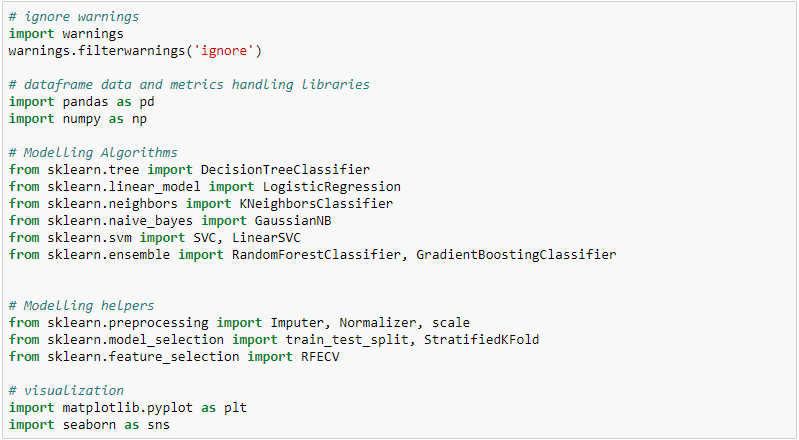 # ignore warnings
import warnings
warnings.filterwarnings('ignore')
# dataframe data and metrics handling libraries
import pandas as pd
import numpy as np
# Modelling Algorithms
from sklearn.tree import DecisionTreeClassifier
from sklearn.linear_model import LogisticRegression
from sklearn.neighbors import KNeighborsClassifier
from sklearn.naive_bayes import GaussianNB
from sklearn.svm import SVC, LinearSVC
from sklearn.ensemble import RandomForestClassifier, GradientBoostingClassifier
# Modelling helpers
from sklearn.preprocessing import Imputer, Normalizer, scale
from sklearn.model_selection import train_test_split, StratifiedKFold
from sklearn.feature_selection import RFECV
# visualization
import matplotlib.pyplot as plt
import seaborn as sns